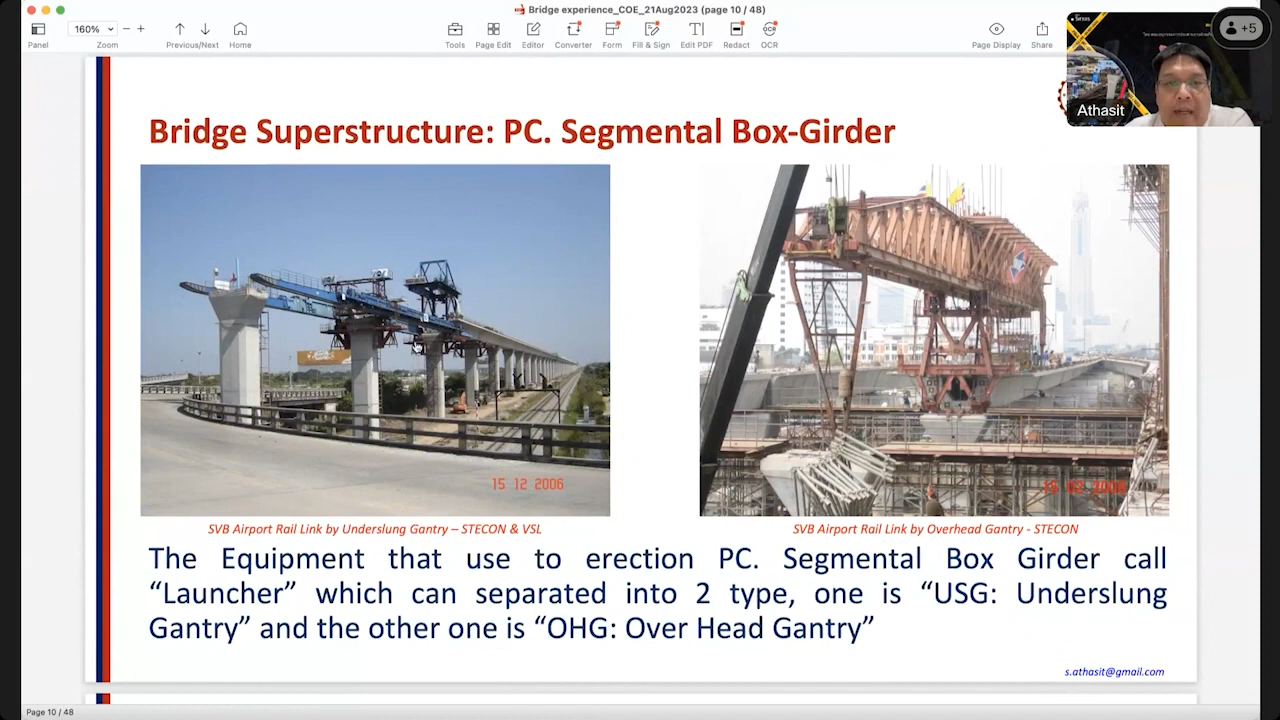 Bridge experience_COE_21Aug2023 (page 10 / 48)
160%
Panel
Zoom
Previous/Next
Home
Tools
Page Edit
Editor
Converter
Form
Fill & Sign
Edit PDF
Redact
OCR
Page Display
Share
+5
Athasit
Bridge Superstructure: PC. Segmental Box-Girder
15 12 2006
SVB Airport Rail Link by Underslung Gantry – STECON & VSL
SVB Airport Rail Link by Overhead Gantry - STECON
The Equipment that use to erection PC. Segmental Box Girder call
“Launcher” which can separated into 2 type, one is “USG: Underslung
Gantry” and the other one is “OHG: Over Head Gantry”
s.athasit@gmail.com
Page 10 / 48